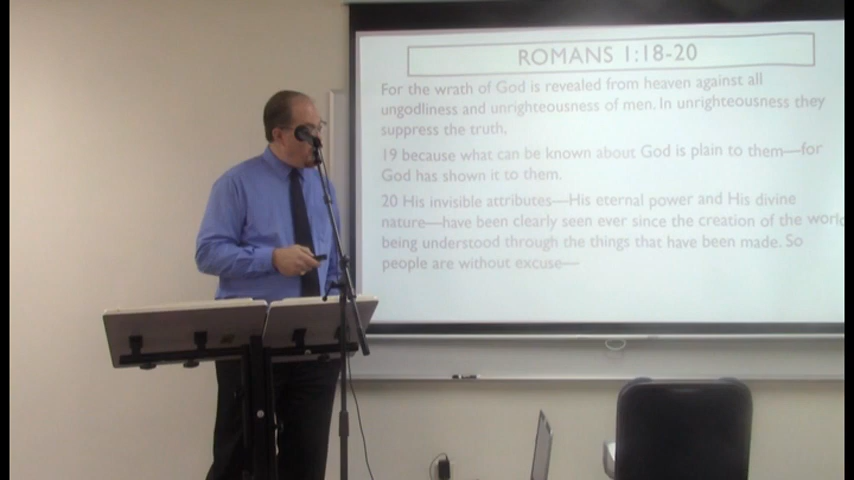 ROMANS 1:18-20
For the wrath of God is revealed from heaven against all
ungodliness and unrighteousness of men. In unrighteousness they
suppress the truth,
19 because what can be known about God is plain to them—for
God has shown it to them.
20 His invisible attributes—His eternal power and His divine
nature—have been clearly seen ever since the creation of the world,
being understood through the things that have been made. So
people are without excuse—